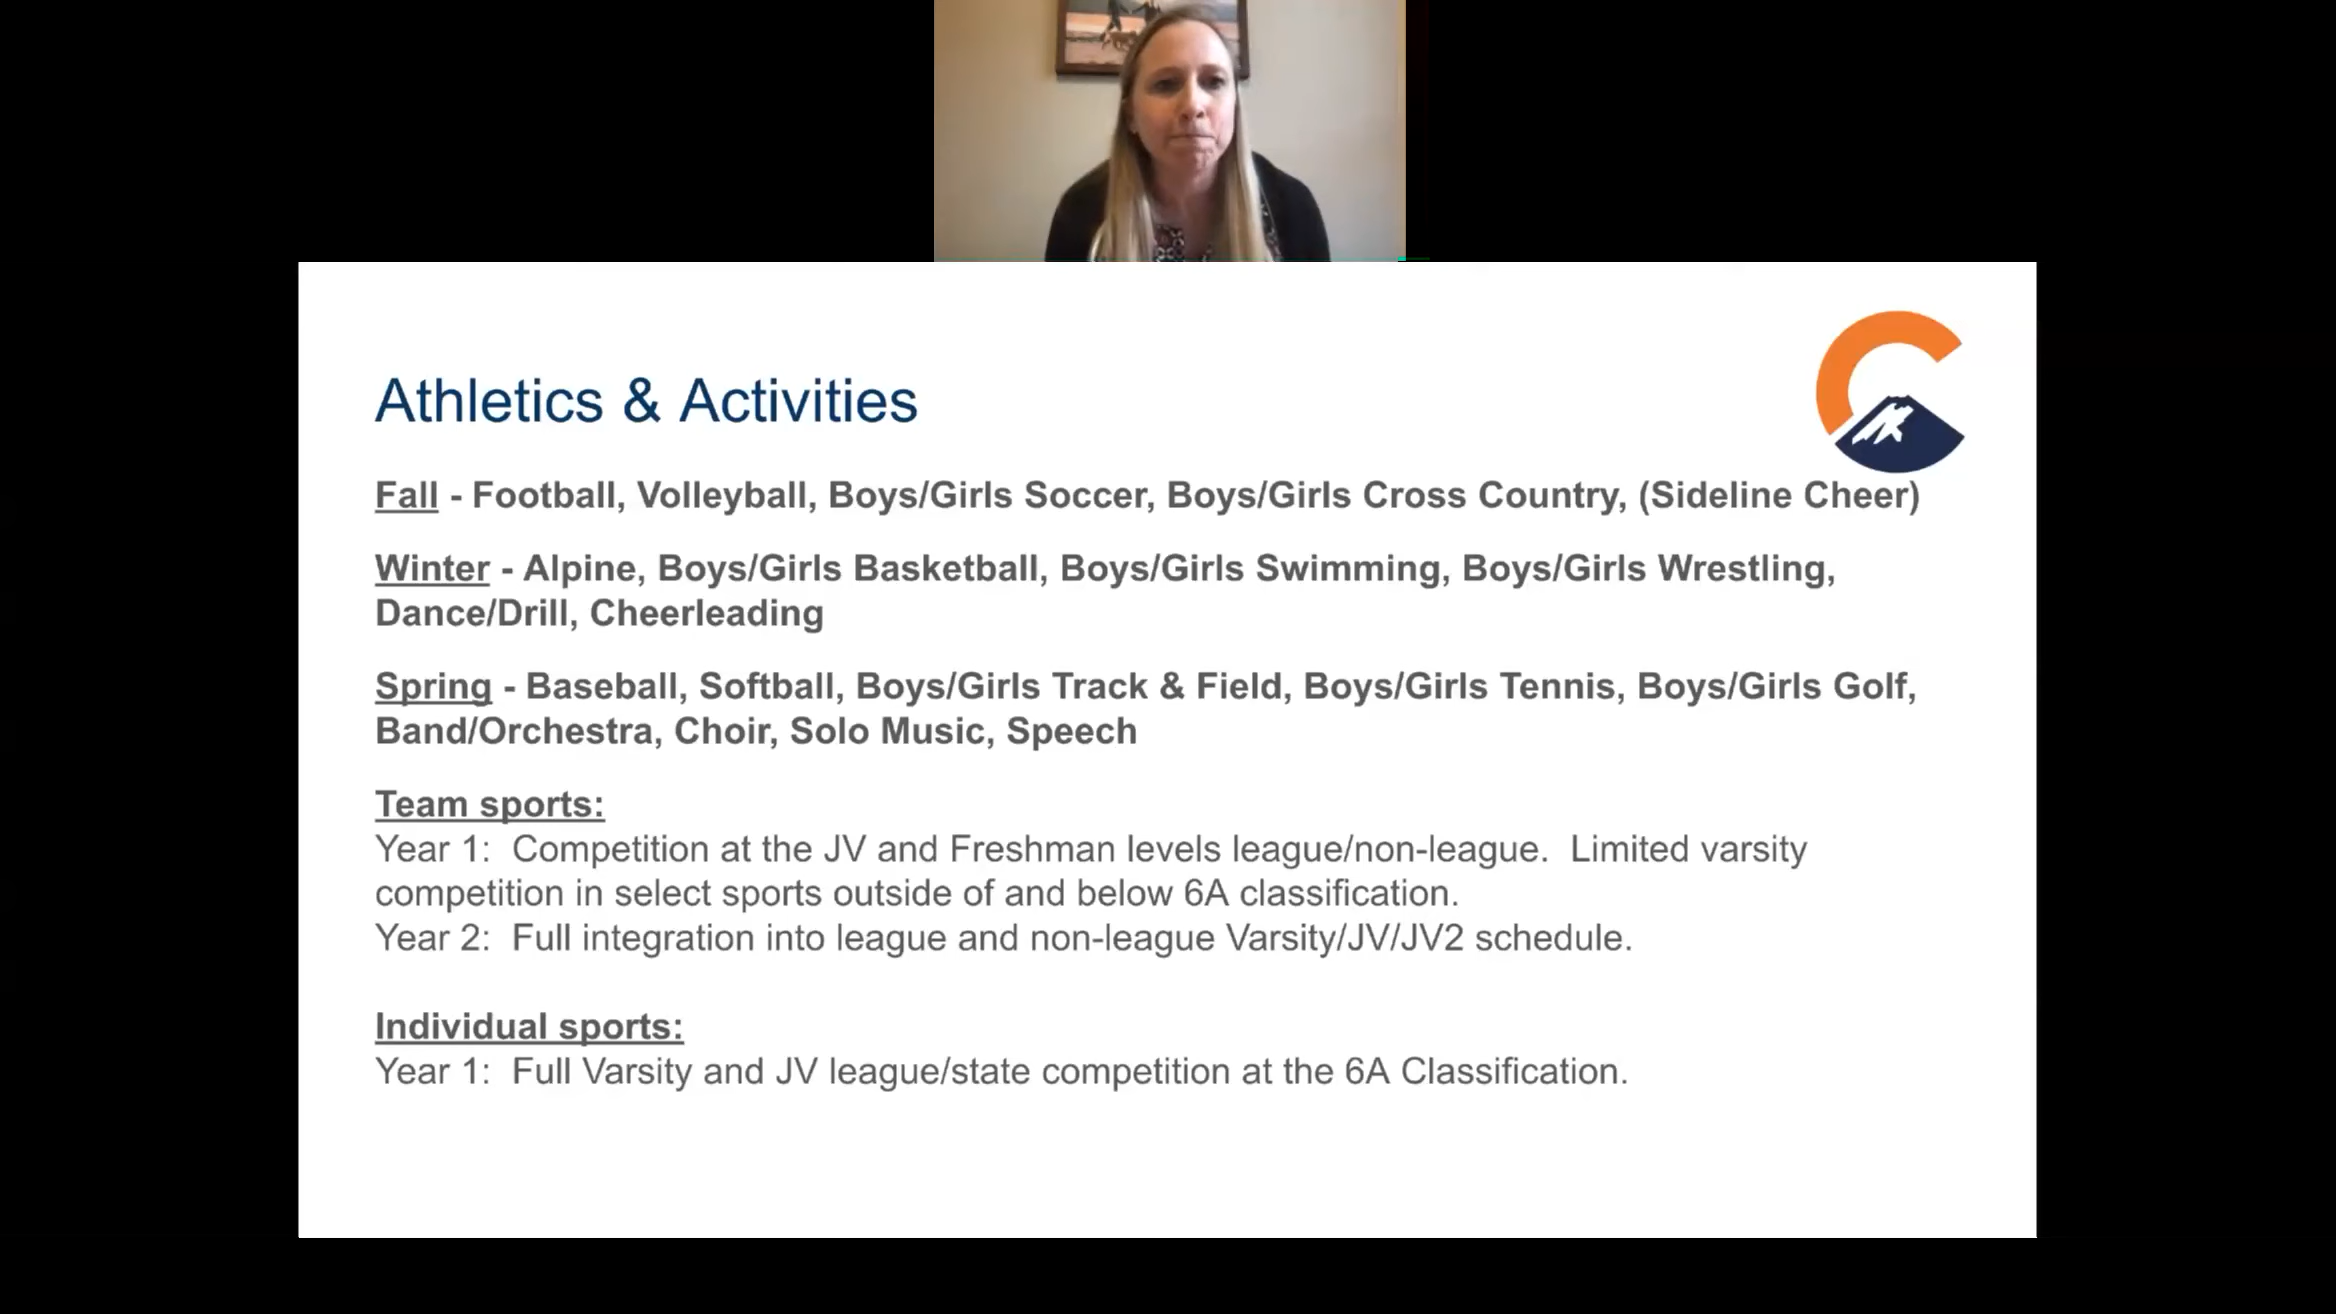 Athletics & Activities
Fall - Football, Volleyball, Boys/Girls Soccer, Boys/Girls Cross Country, (Sideline Cheer)
Winter - Alpine, Boys/Girls Basketball, Boys/Girls Swimming, Boys/Girls Wrestling,
Dance/Drill, Cheerleading
Spring - Baseball, Softball, Boys/Girls Track & Field, Boys/Girls Tennis, Boys/Girls Golf,
Band/Orchestra, Choir, Solo Music, Speech
Team sports:
Year 1:  Competition at the JV and Freshman levels league/non-league.  Limited varsity
competition in select sports outside of and below 6A classification.
Year 2:  Full integration into league and non-league Varsity/JV/JV2 schedule.
Individual sports:
Year 1:  Full Varsity and JV league/state competition at the 6A Classification.